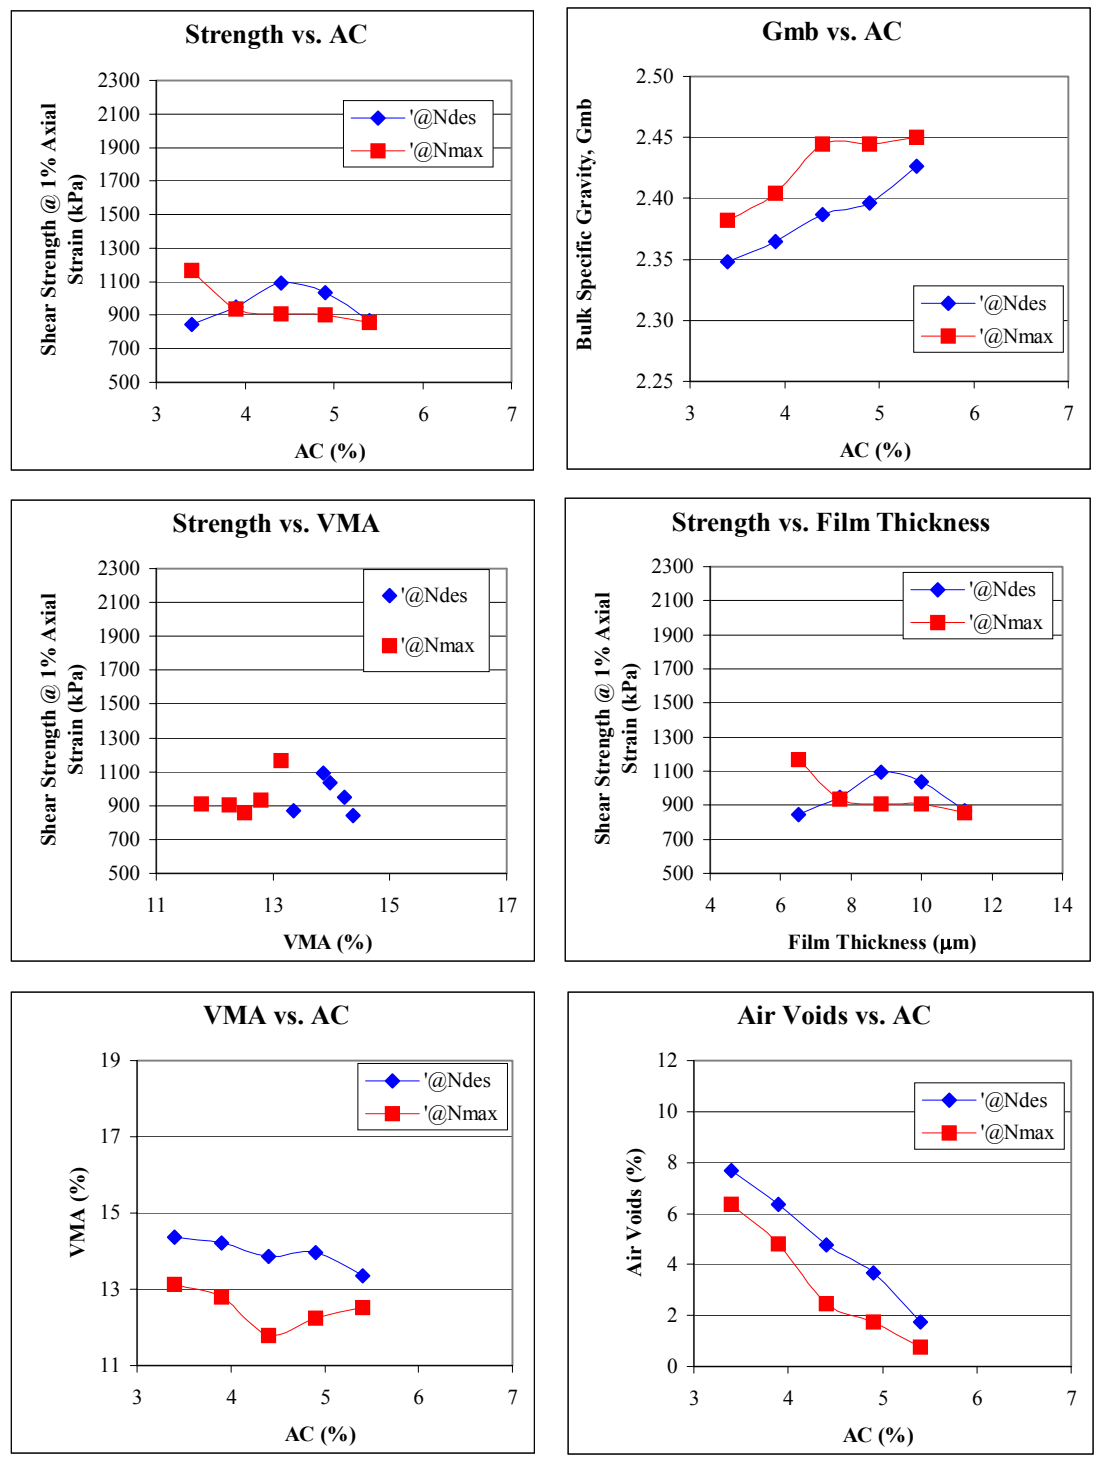 Strength vs. AC
Shear Strength @ 1% Axial
Strain (kPa)
2300
2100
1900
1700
1500
1300
1100
900
700
500
3 4 5 6 7
AC (%)
'@Ndes
'@Nmax
Gmb vs. AC
Bulk Specific Gravity, Gmb
2.50
2.45
2.40
2.35
2.30
2.25
3 4 5 6 7
AC (%)
'@Ndes
'@Nmax
Strength vs. VMA
Shear Strength @ 1% Axial
Strain (kPa)
2300
2100
1900
1700
1500
1300
1100
900
700
500
11 13 15 17
VMA (%)
'@Ndes
'@Nmax
Strength vs. Film Thickness
Shear Strength @ 1% Axial
Strain (kPa)
2300
2100
1900
1700
1500
1300
1100
900
700
500
4 6 8 10 12 14
Film Thickness (μm)
'@Ndes
'@Nmax
VMA vs. AC
VMA (%)
19
17
15
13
11
3 4 5 6 7
AC (%)
'@Ndes
'@Nmax
Air Voids vs. AC
Air Voids (%)
12
10
8
6
4
2
0
3 4 5 6 7
AC (%)
'@Ndes
'@Nmax